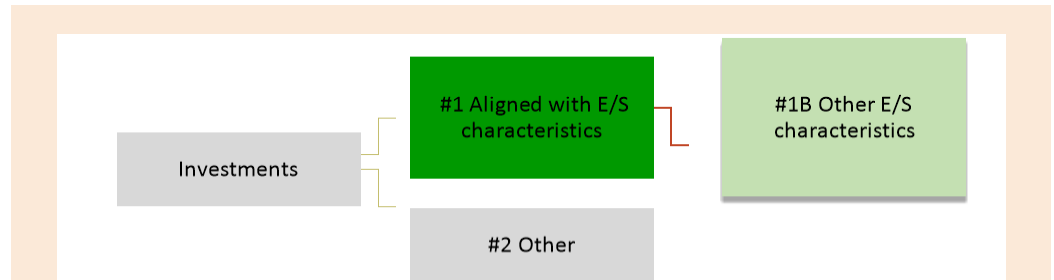 Investments
#1 Aligned with E/S
characteristics
#2 Other
#1B Other E/S
characteristics